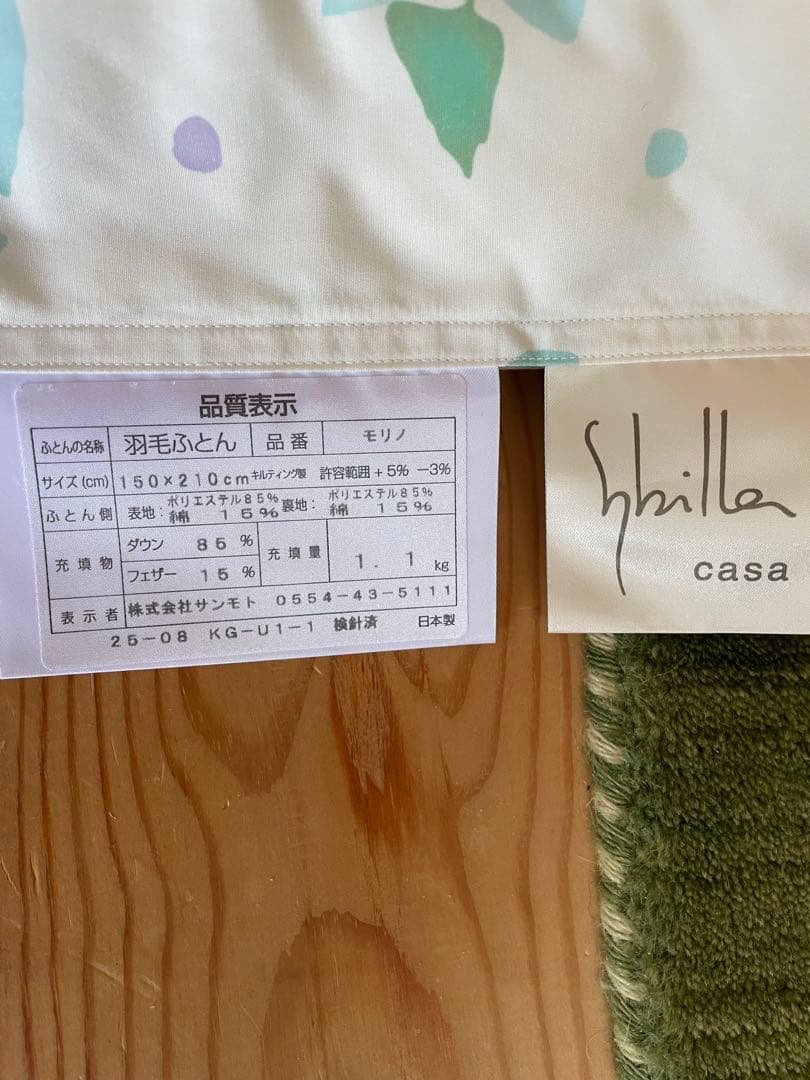 品質表示
ふとんの名称 羽毛ふとん 品番 モリノ
サイズ(cm) 150×210cmキルティング製 許容範囲+5% −3%
ふとん側 表地:ポリエステル85% 綿 15% 裏地:ポリエステル85% 綿 15%
充填物 ダウン 85% 充填量 1.1kg
フェザー 15%
表示者 株式会社サンモト 0554-43-5111
25-08 KG-U1-1 検針済 日本製
Sybilla
casa